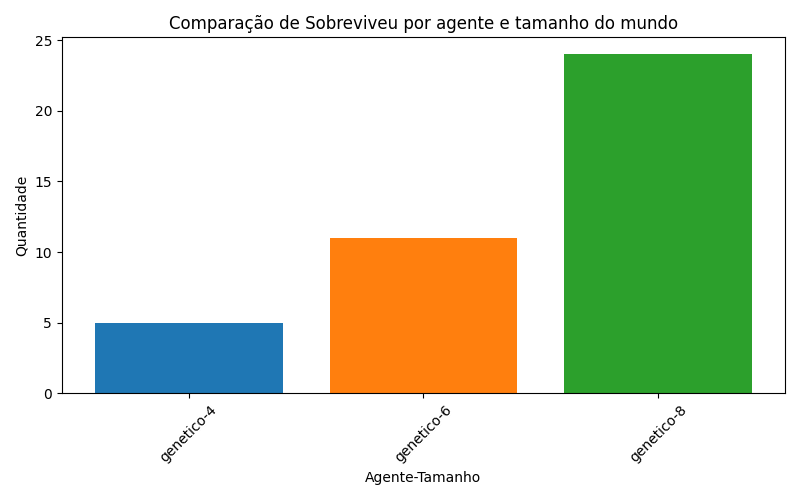 Comparação de Sobreviveu por agente e tamanho do mundo
Quantidade
25
20
15
10
5
0
genetico-4
genetico-6
genetico-8
Agente-Tamanho